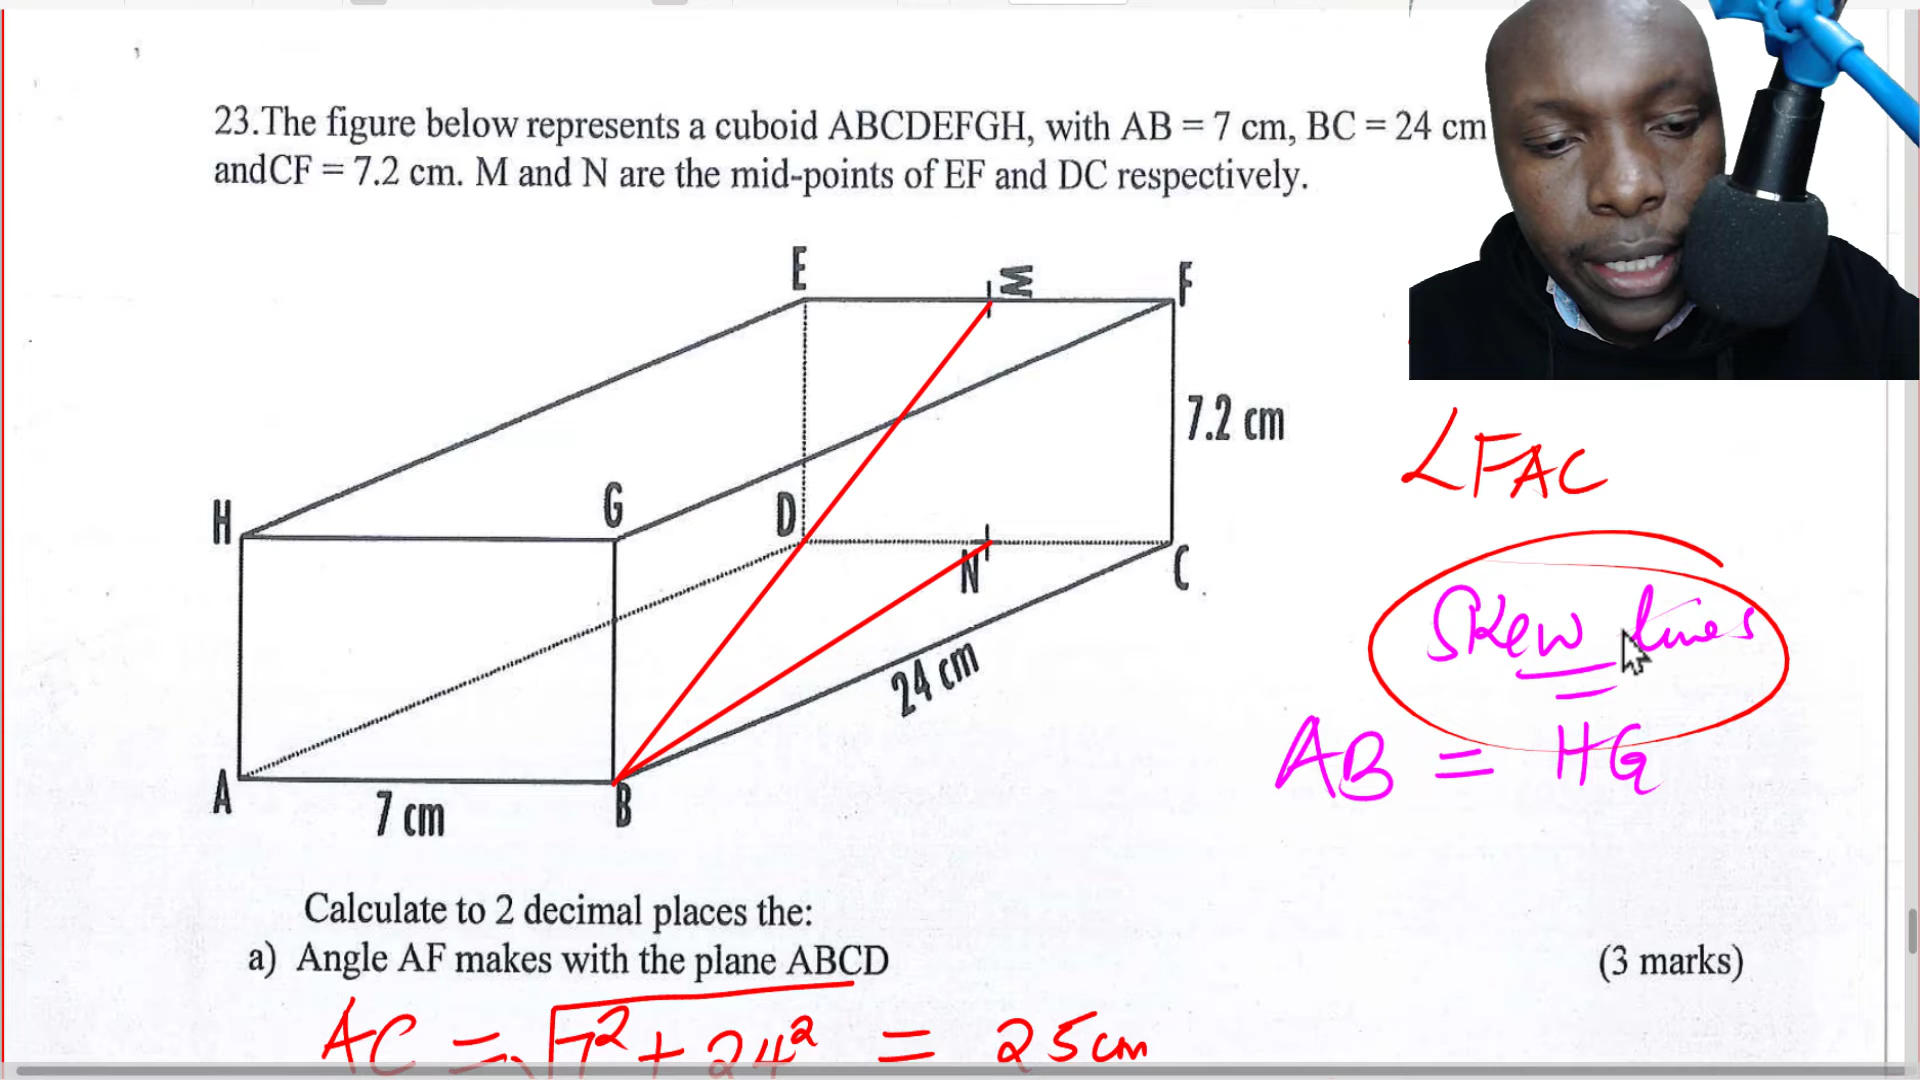 23.The figure below represents a cuboid ABCDEFGH, with AB = 7 cm, BC = 24 cm
andCF = 7.2 cm. M and N are the mid-points of EF and DC respectively.
E
M
F
7.2 cm
∠FAC
H
G
D
N
C
Skew lines
24 cm
AB = HG
A
7 cm
B
Calculate to 2 decimal places the:
a) Angle AF makes with the plane ABCD (3 marks)
AC = √7² + 24² = 25cm